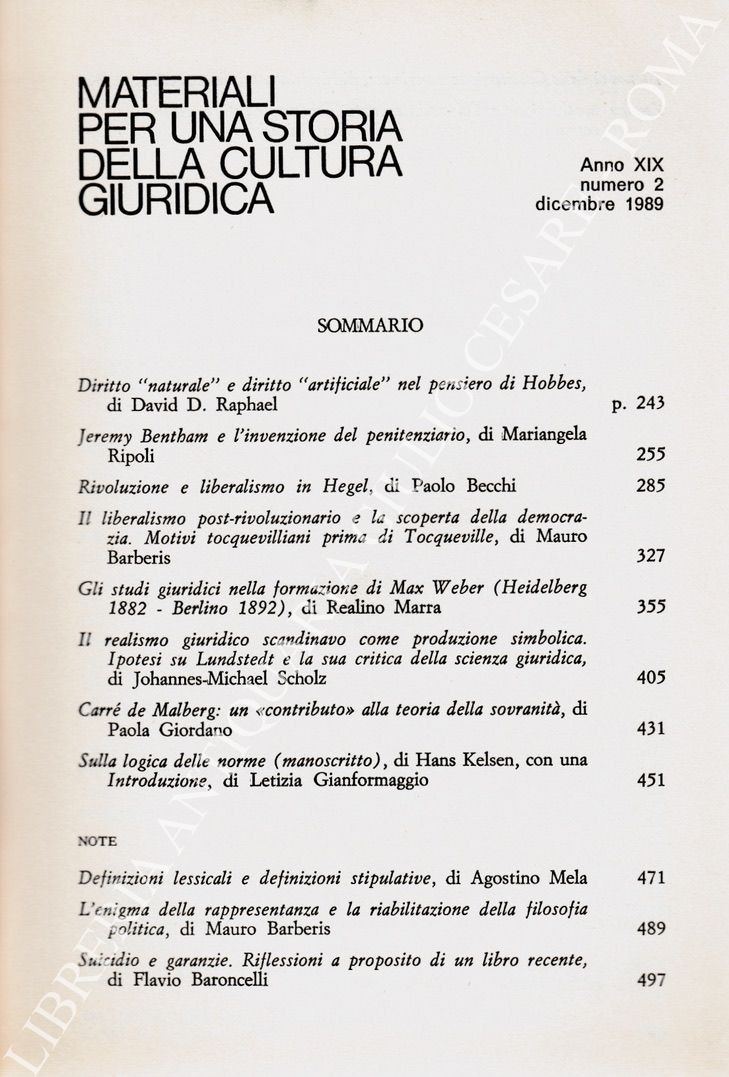 MATERIALI
PER UNA STORIA
DELLA CULTURA
GIURIDICA
Anno XIX
numero 2
dicembre 1989
SOMMARIO
Diritto “naturale” e diritto “artificiale” nel pensiero di Hobbes,
di David D. Raphael p. 243
Jeremy Bentham e l'invenzione del penitenziario, di Mariangela
Ripoli 255
Rivoluzione e liberalismo in Hegel, di Paolo Becchi 285
Il liberalismo post-rivoluzionario e la scoperta della democra-
zia. Motivi tocquevilliani prima di Tocqueville, di Mauro
Barberis 327
Gli studi giuridici nella formazione di Max Weber (Heidelberg
1882 - Berlino 1892), di Realino Marra 355
Il realismo giuridico scandinavo come produzione simbolica.
Ipotesi su Lundstedt e la sua critica della scienza giuridica,
di Johannes-Michael Scholz 405
Carré de Malberg: un «contributo» alla teoria della sovranità, di
Paola Giordano 431
Sulla logica delle norme (manoscritto), di Hans Kelsen, con una
Introduzione, di Letizia Gianformaggio 451
NOTE
Definizioni lessicali e definizioni stipulative, di Agostino Mela 471
L'enigma della rappresentanza e la riabilitazione della filosofia
politica, di Mauro Barberis 489
Suicidio e garanzie. Riflessioni a proposito di un libro recente,
di Flavio Baroncelli 497
LIBRERIA ANTIQUARIA GIULIO CESARE - ROMA